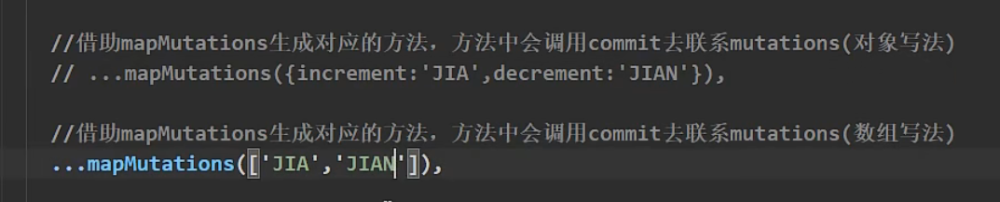 //借助mapMutations生成对应的方法，方法中会调用commit去联系mutations(对象写法)
// ...mapMutations({increment:'JIA',decrement:'JIAN'}),
//借助mapMutations生成对应的方法，方法中会调用commit去联系mutations(数组写法)
...mapMutations(['JIA','JIAN']),